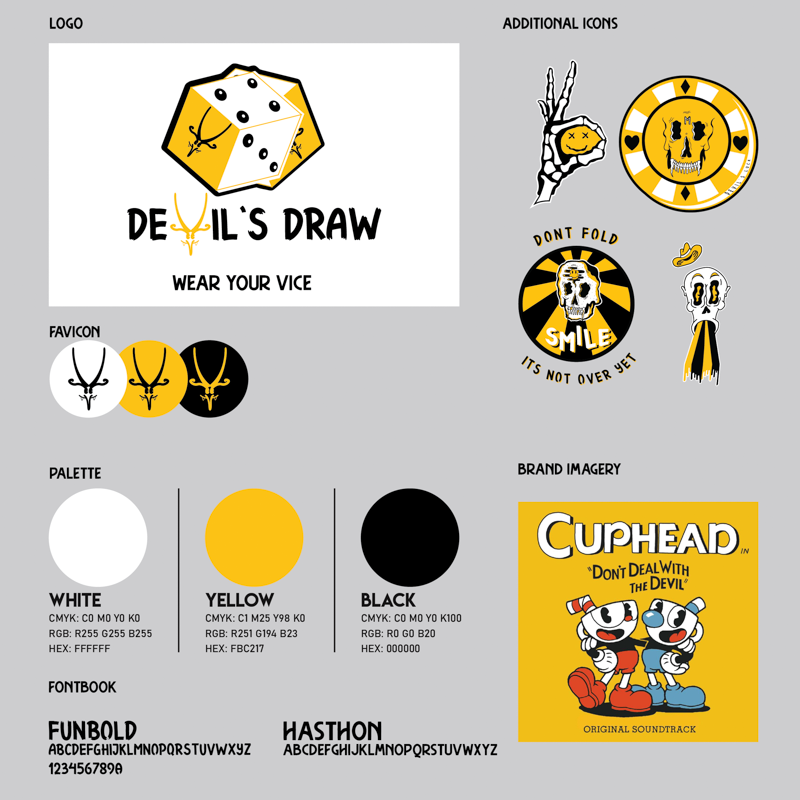 LOGO
DEVIL'S DRAW
WEAR YOUR VICE
FAVICON
ADDITIONAL ICONS
DEVIL'S DRAW
DONT FOLD
SMILE
ITS NOT OVER YET
PALETTE
WHITE
CMYK: C0 M0 Y0 K0
RGB: R255 G255 B255
HEX: FFFFFF
YELLOW
CMYK: C1 M25 Y98 K0
RGB: R251 G194 B23
HEX: FBC217
BLACK
CMYK: C0 M0 Y0 K100
RGB: R0 G0 B20
HEX: 000000
FONTBOOK
FUNBOLD
ABCDEFGHIJKLMNOPQRSTUVWXYZ
1234567890
HASTHON
ABCDEFGHIJKLMNOPQRSTUVWXYZ
BRAND IMAGERY
CUPHEAD IN
"DON'T DEAL WITH
THE DEVIL"
ORIGINAL SOUNDTRACK